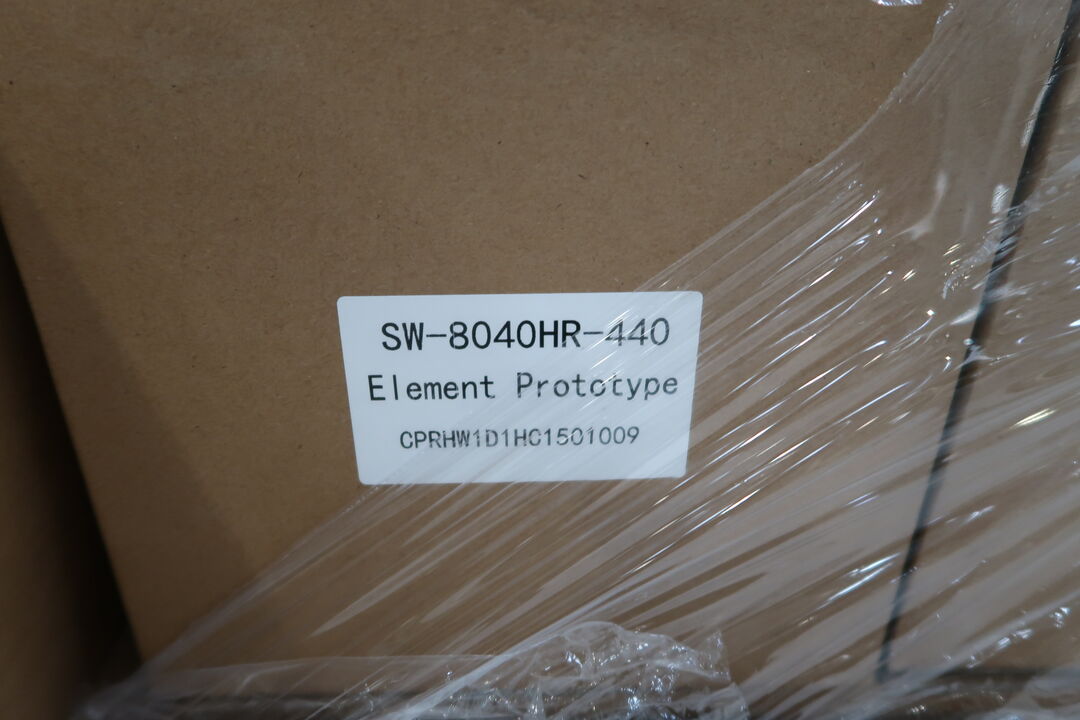 SW-8040HR-440
Element Prototype
CPRHW1D1HC1501009